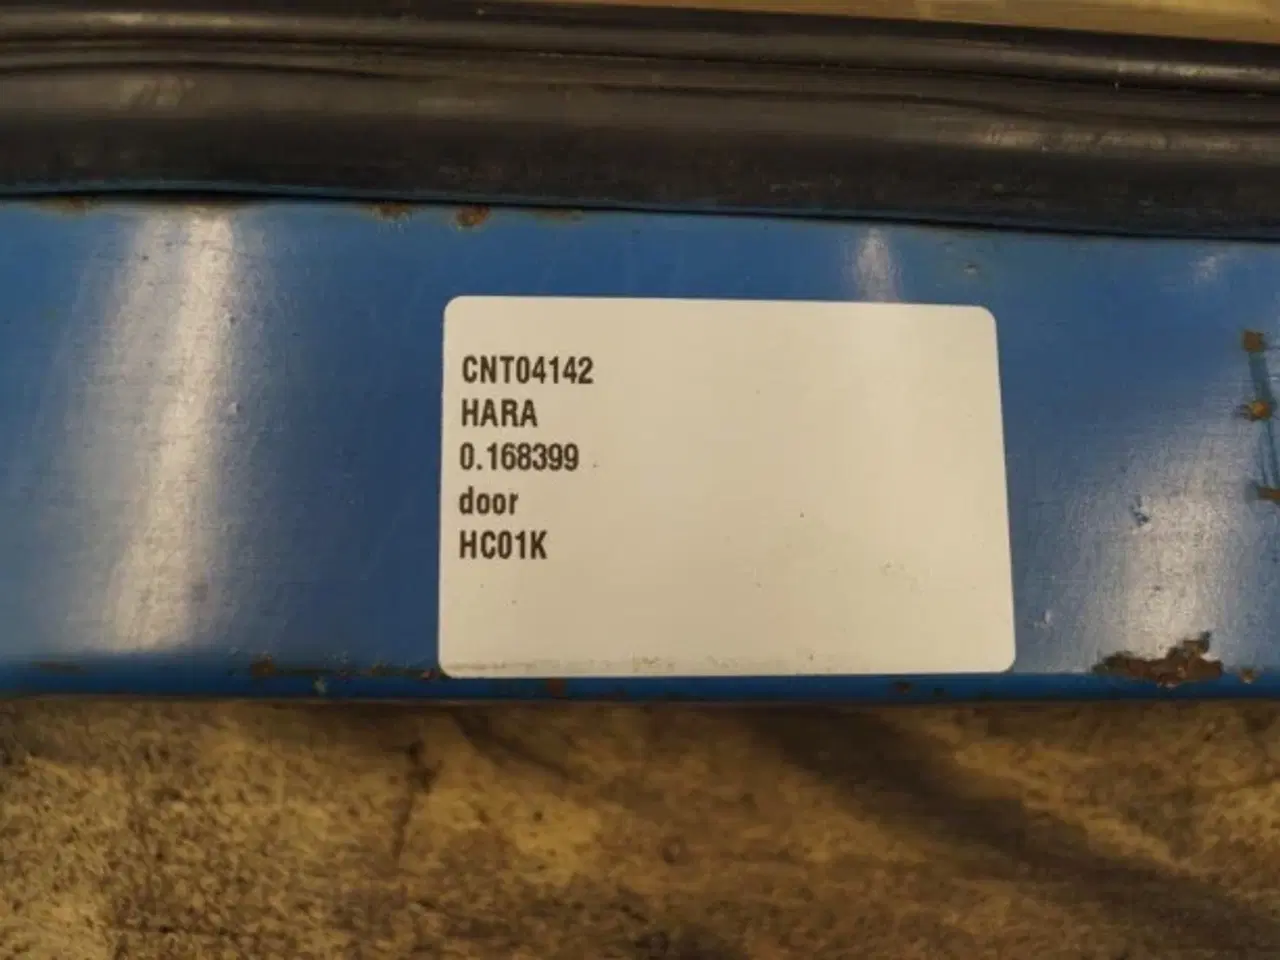 CNT04142
HARA
0.168399
door
HC01K